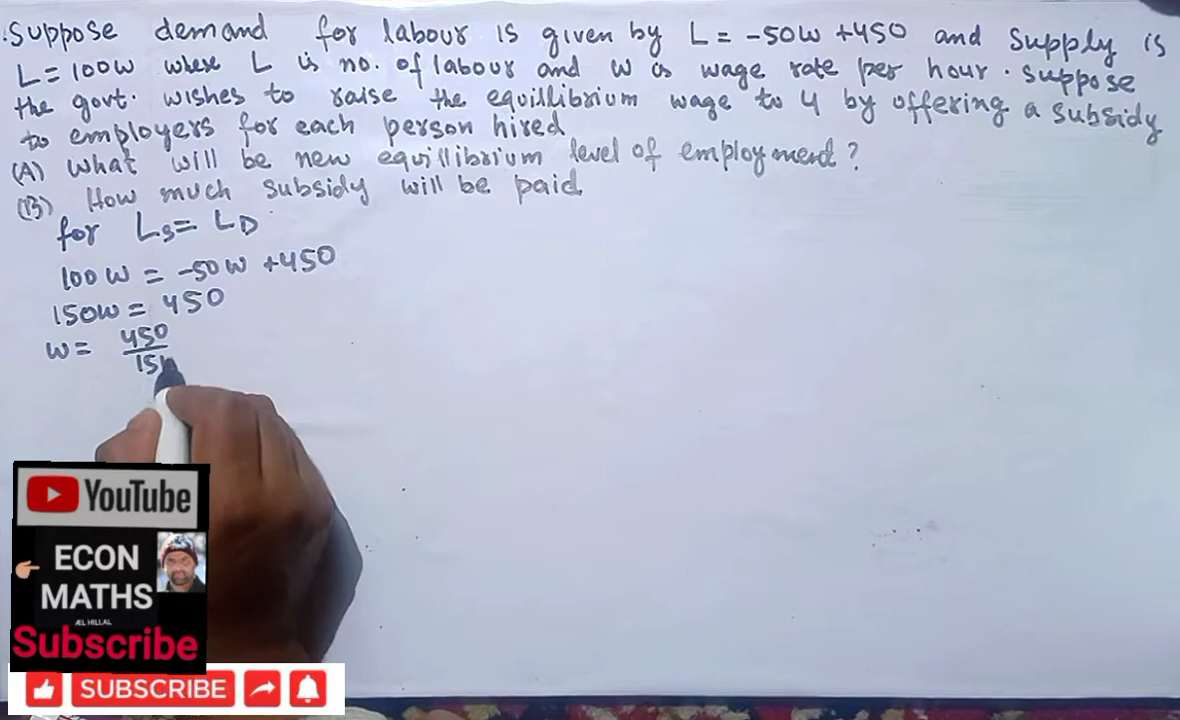 .Suppose demand for labour is given by L = -50W +450 and Supply is
L = 100W where L is no. of labour and W is wage rate per hour. Suppose
the govt. wishes to raise the equillibrium wage to 4 by offering a subsidy
to employers for each person hired
(A) What will be new equillibrium level of employment?
(B) How much subsidy will be paid.
for LS = LD
100W = -50W +450
150W = 450
W = 450
15
YouTube
ECON
MATHS
ÆL HILLAL
Subscribe
SUBSCRIBE